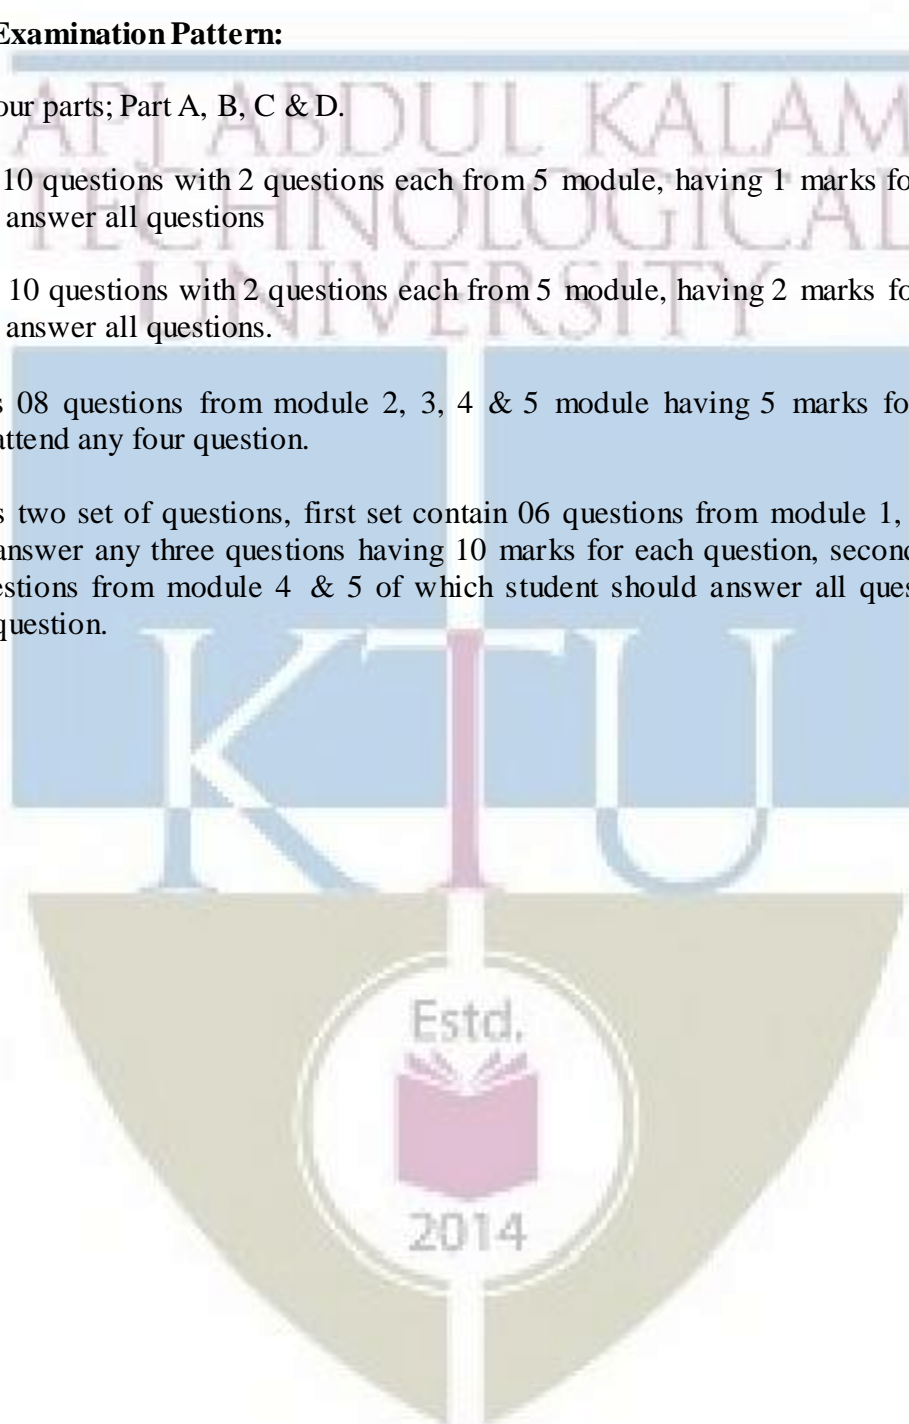 Examination Pattern:
our parts; Part A, B, C & D.
10 questions with 2 questions each from 5 module, having 1 marks fo
answer all questions
10 questions with 2 questions each from 5 module, having 2 marks fo
answer all questions.
s 08 questions from module 2, 3, 4 & 5 module having 5 marks fo
attend any four question.
s two set of questions, first set contain 06 questions from module 1,
answer any three questions having 10 marks for each question, second
estions from module 4 & 5 of which student should answer all ques
question.
API ABDUL KALAM
TECHNOLOGICAL
UNIVERSITY
KTU
Estd.
2014